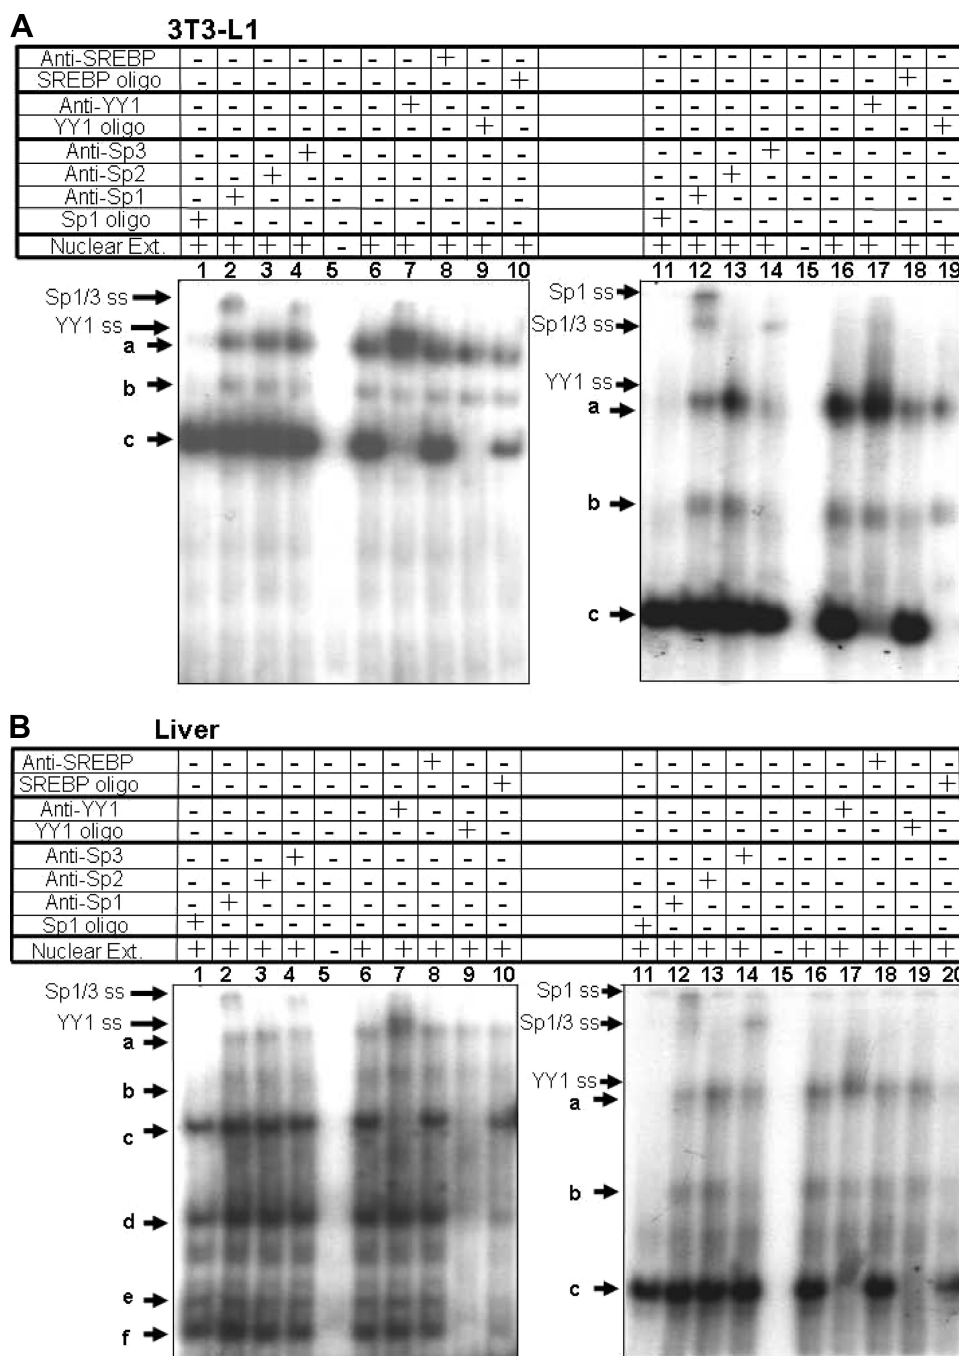 A 3T3-L1
Anti-SREBP - - - - - - - + - - - - - - - - - - -
SREBP oligo - - - - - - - - - + - - - - - - - + -
Anti-YY1 - - - - - - + - - - - - - - - - + - -
YY1 oligo - - - - - - - - + - - - - - - - - - +
Anti-Sp3 - - - + - - - - - - - - - + - - - - -
Anti-Sp2 - - + - - - - - - - - - + - - - - - -
Anti-Sp1 - + - - - - - - - - - + - - - - - - -
Sp1 oligo + - - - - - - - - - + - - - - - - - -
Nuclear Ext. + + + + - + + + + + + + + + - + + + +
1 2 3 4 5 6 7 8 9 10 11 12 13 14 15 16 17 18 19
Sp1/3 ss
YY1 ss
a
b
c
Sp1 ss
Sp1/3 ss
YY1 ss
a
b
c
B Liver
Anti-SREBP - - - - - - - + - - - - - - - - - + - -
SREBP oligo - - - - - - - - - + - - - - - - - - - +
Anti-YY1 - - - - - - + - - - - - - - - - + - - -
YY1 oligo - - - - - - - - + - - - - - - - - - + -
Anti-Sp3 - - - + - - - - - - - - - + - - - - - -
Anti-Sp2 - - + - - - - - - - - - + - - - - - - -
Anti-Sp1 - + - - - - - - - - - + - - - - - - - -
Sp1 oligo + - - - - - - - - - + - - - - - - - - -
Nuclear Ext. + + + + - + + + + + + + + + - + + + + +
1 2 3 4 5 6 7 8 9 10 11 12 13 14 15 16 17 18 19 20
Sp1/3 ss
YY1 ss
a
b
c
d
e
f
Sp1 ss
Sp1/3 ss
YY1 ss
a
b
c